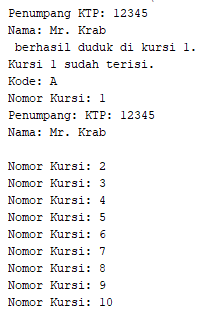 Penumpang KTP: 12345
Nama: Mr. Krab
berhasil duduk di kursi 1.
Kursi 1 sudah terisi.
Kode: A
Nomor Kursi: 1
Penumpang: KTP: 12345
Nama: Mr. Krab
Nomor Kursi: 2
Nomor Kursi: 3
Nomor Kursi: 4
Nomor Kursi: 5
Nomor Kursi: 6
Nomor Kursi: 7
Nomor Kursi: 8
Nomor Kursi: 9
Nomor Kursi: 10